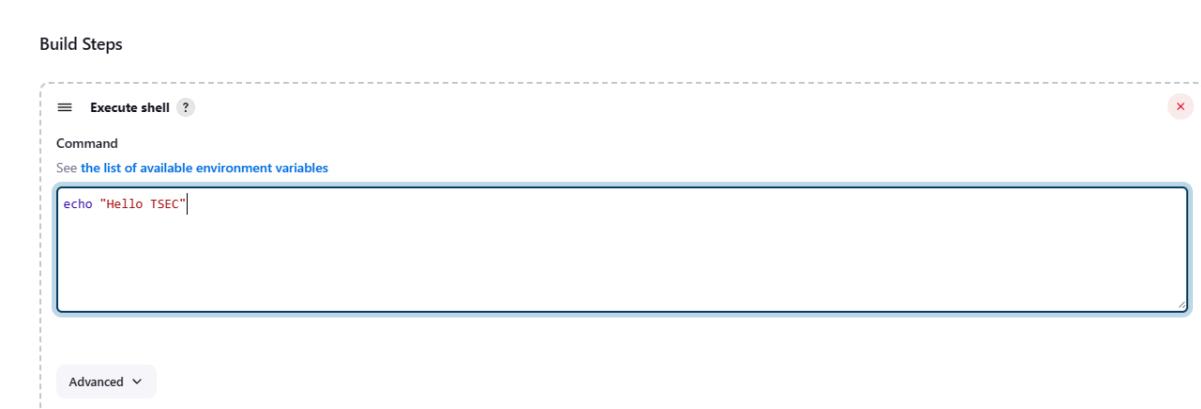 Build Steps
Execute shell ?
Command
See the list of available environment variables
echo "Hello TSEC"
Advanced